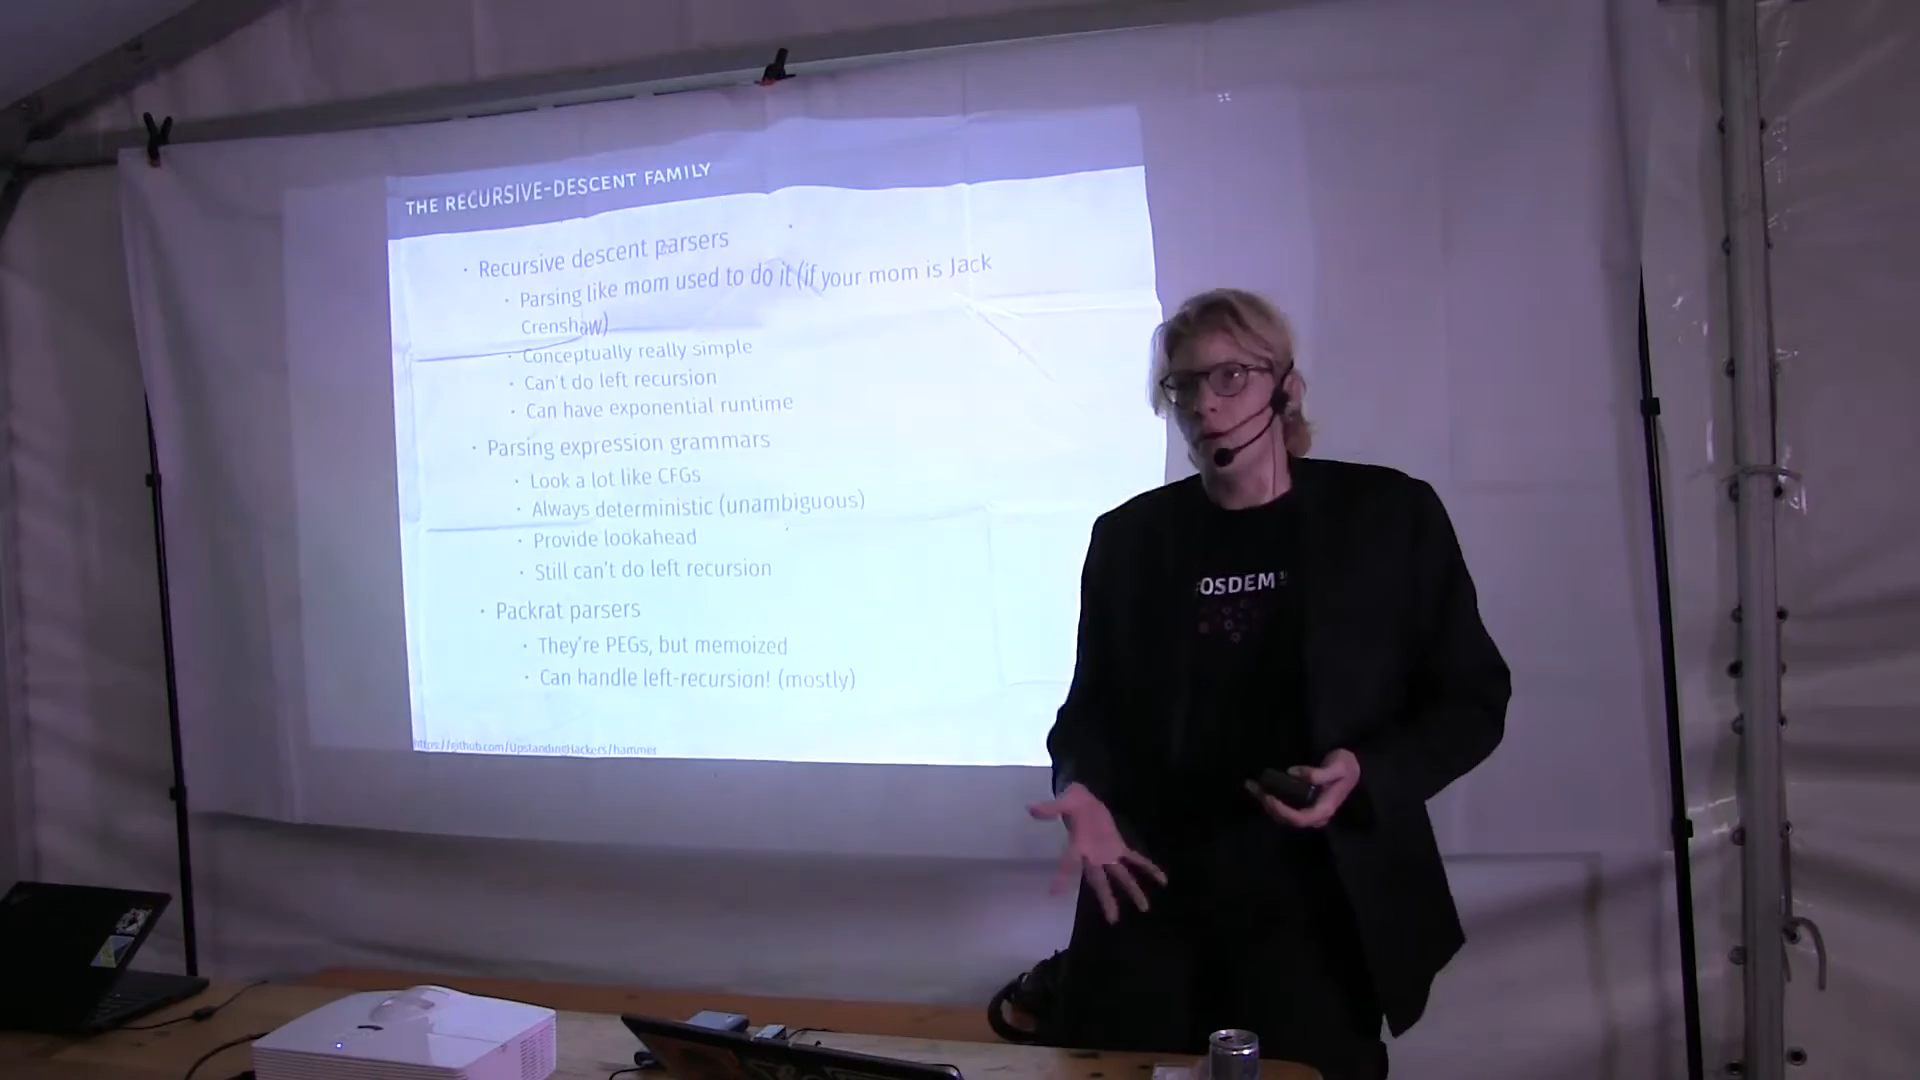 THE RECURSIVE-DESCENT FAMILY
· Recursive descent parsers
· Parsing like mom used to do it (if your mom is Jack
Crenshaw)
· Conceptually really simple
· Can't do left recursion
· Can have exponential runtime
· Parsing expression grammars
· Look a lot like CFGs
· Always deterministic (unambiguous)
· Provide lookahead
· Still can't do left recursion
· Packrat parsers
· They're PEGs, but memoized
· Can handle left-recursion! (mostly)
https://github.com/UpstandingHackers/hammer
OSDEM